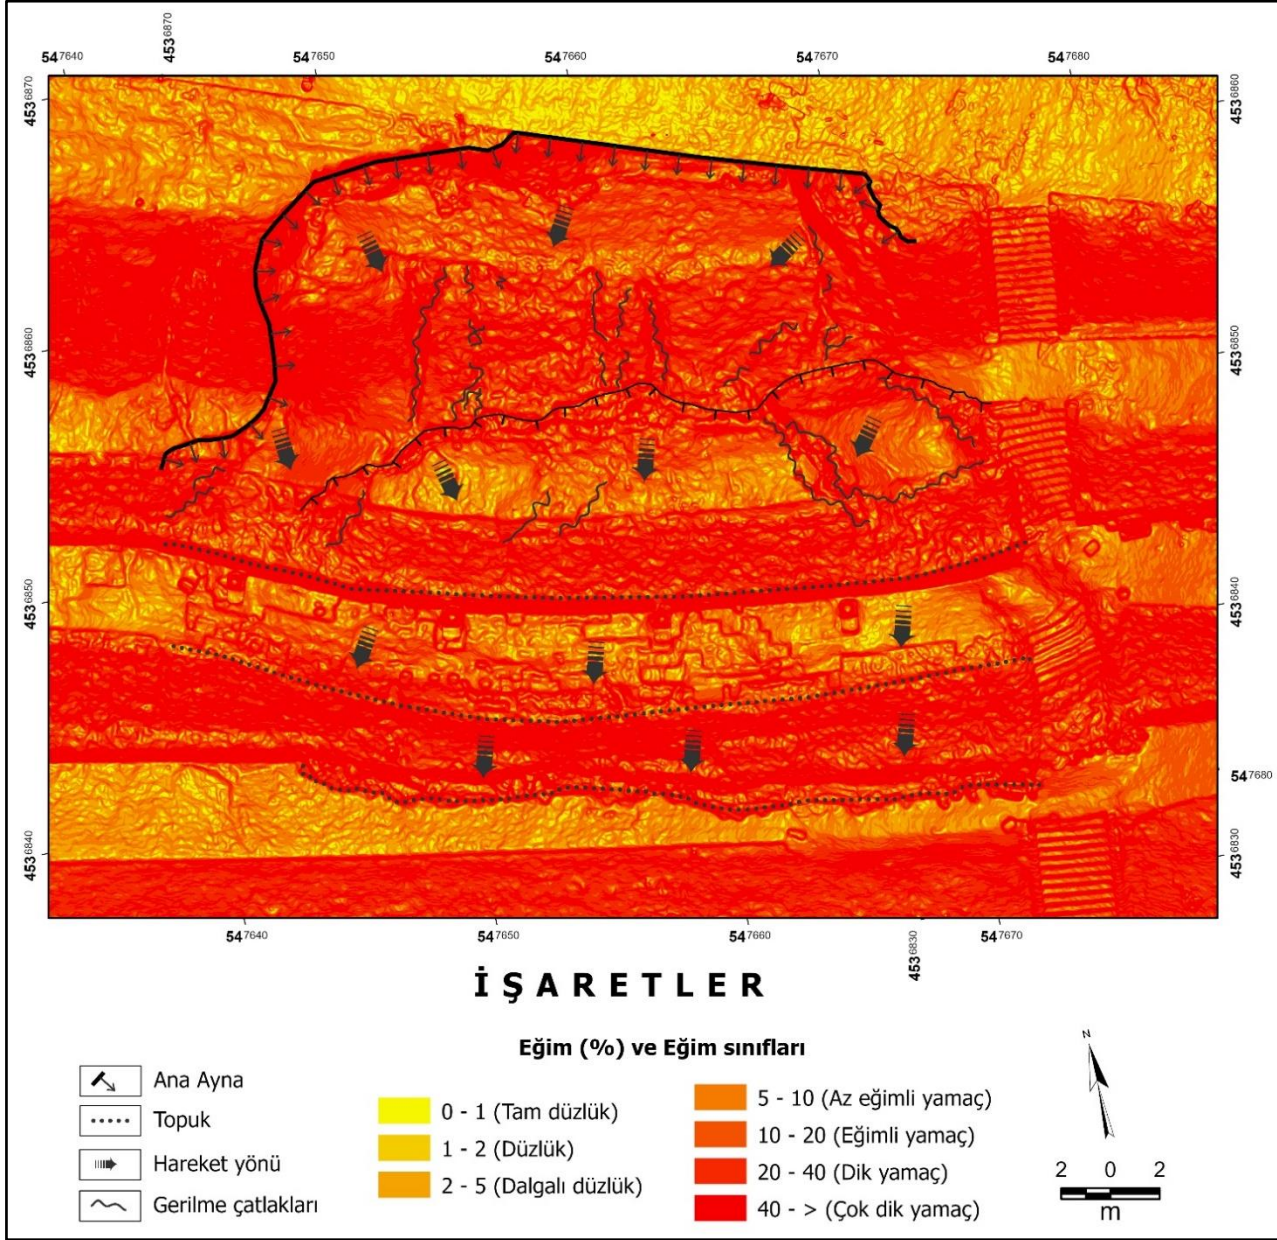 4536870
547640 547650 547660 547670 547680
4536870 4536860
4536860 4536850
4536850 4536840
547680
4536840 4536830
547640 547650 547660 4536830 547670
İŞARETLER
Eğim (%) ve Eğim sınıfları
Ana Ayna
Topuk
Hareket yönü
Gerilme çatlakları
0 - 1 (Tam düzlük)
1 - 2 (Düzlük)
2 - 5 (Dalgalı düzlük)
5 - 10 (Az eğimli yamaç)
10 - 20 (Eğimli yamaç)
20 - 40 (Dik yamaç)
40 - > (Çok dik yamaç)
N
2 0 2
m